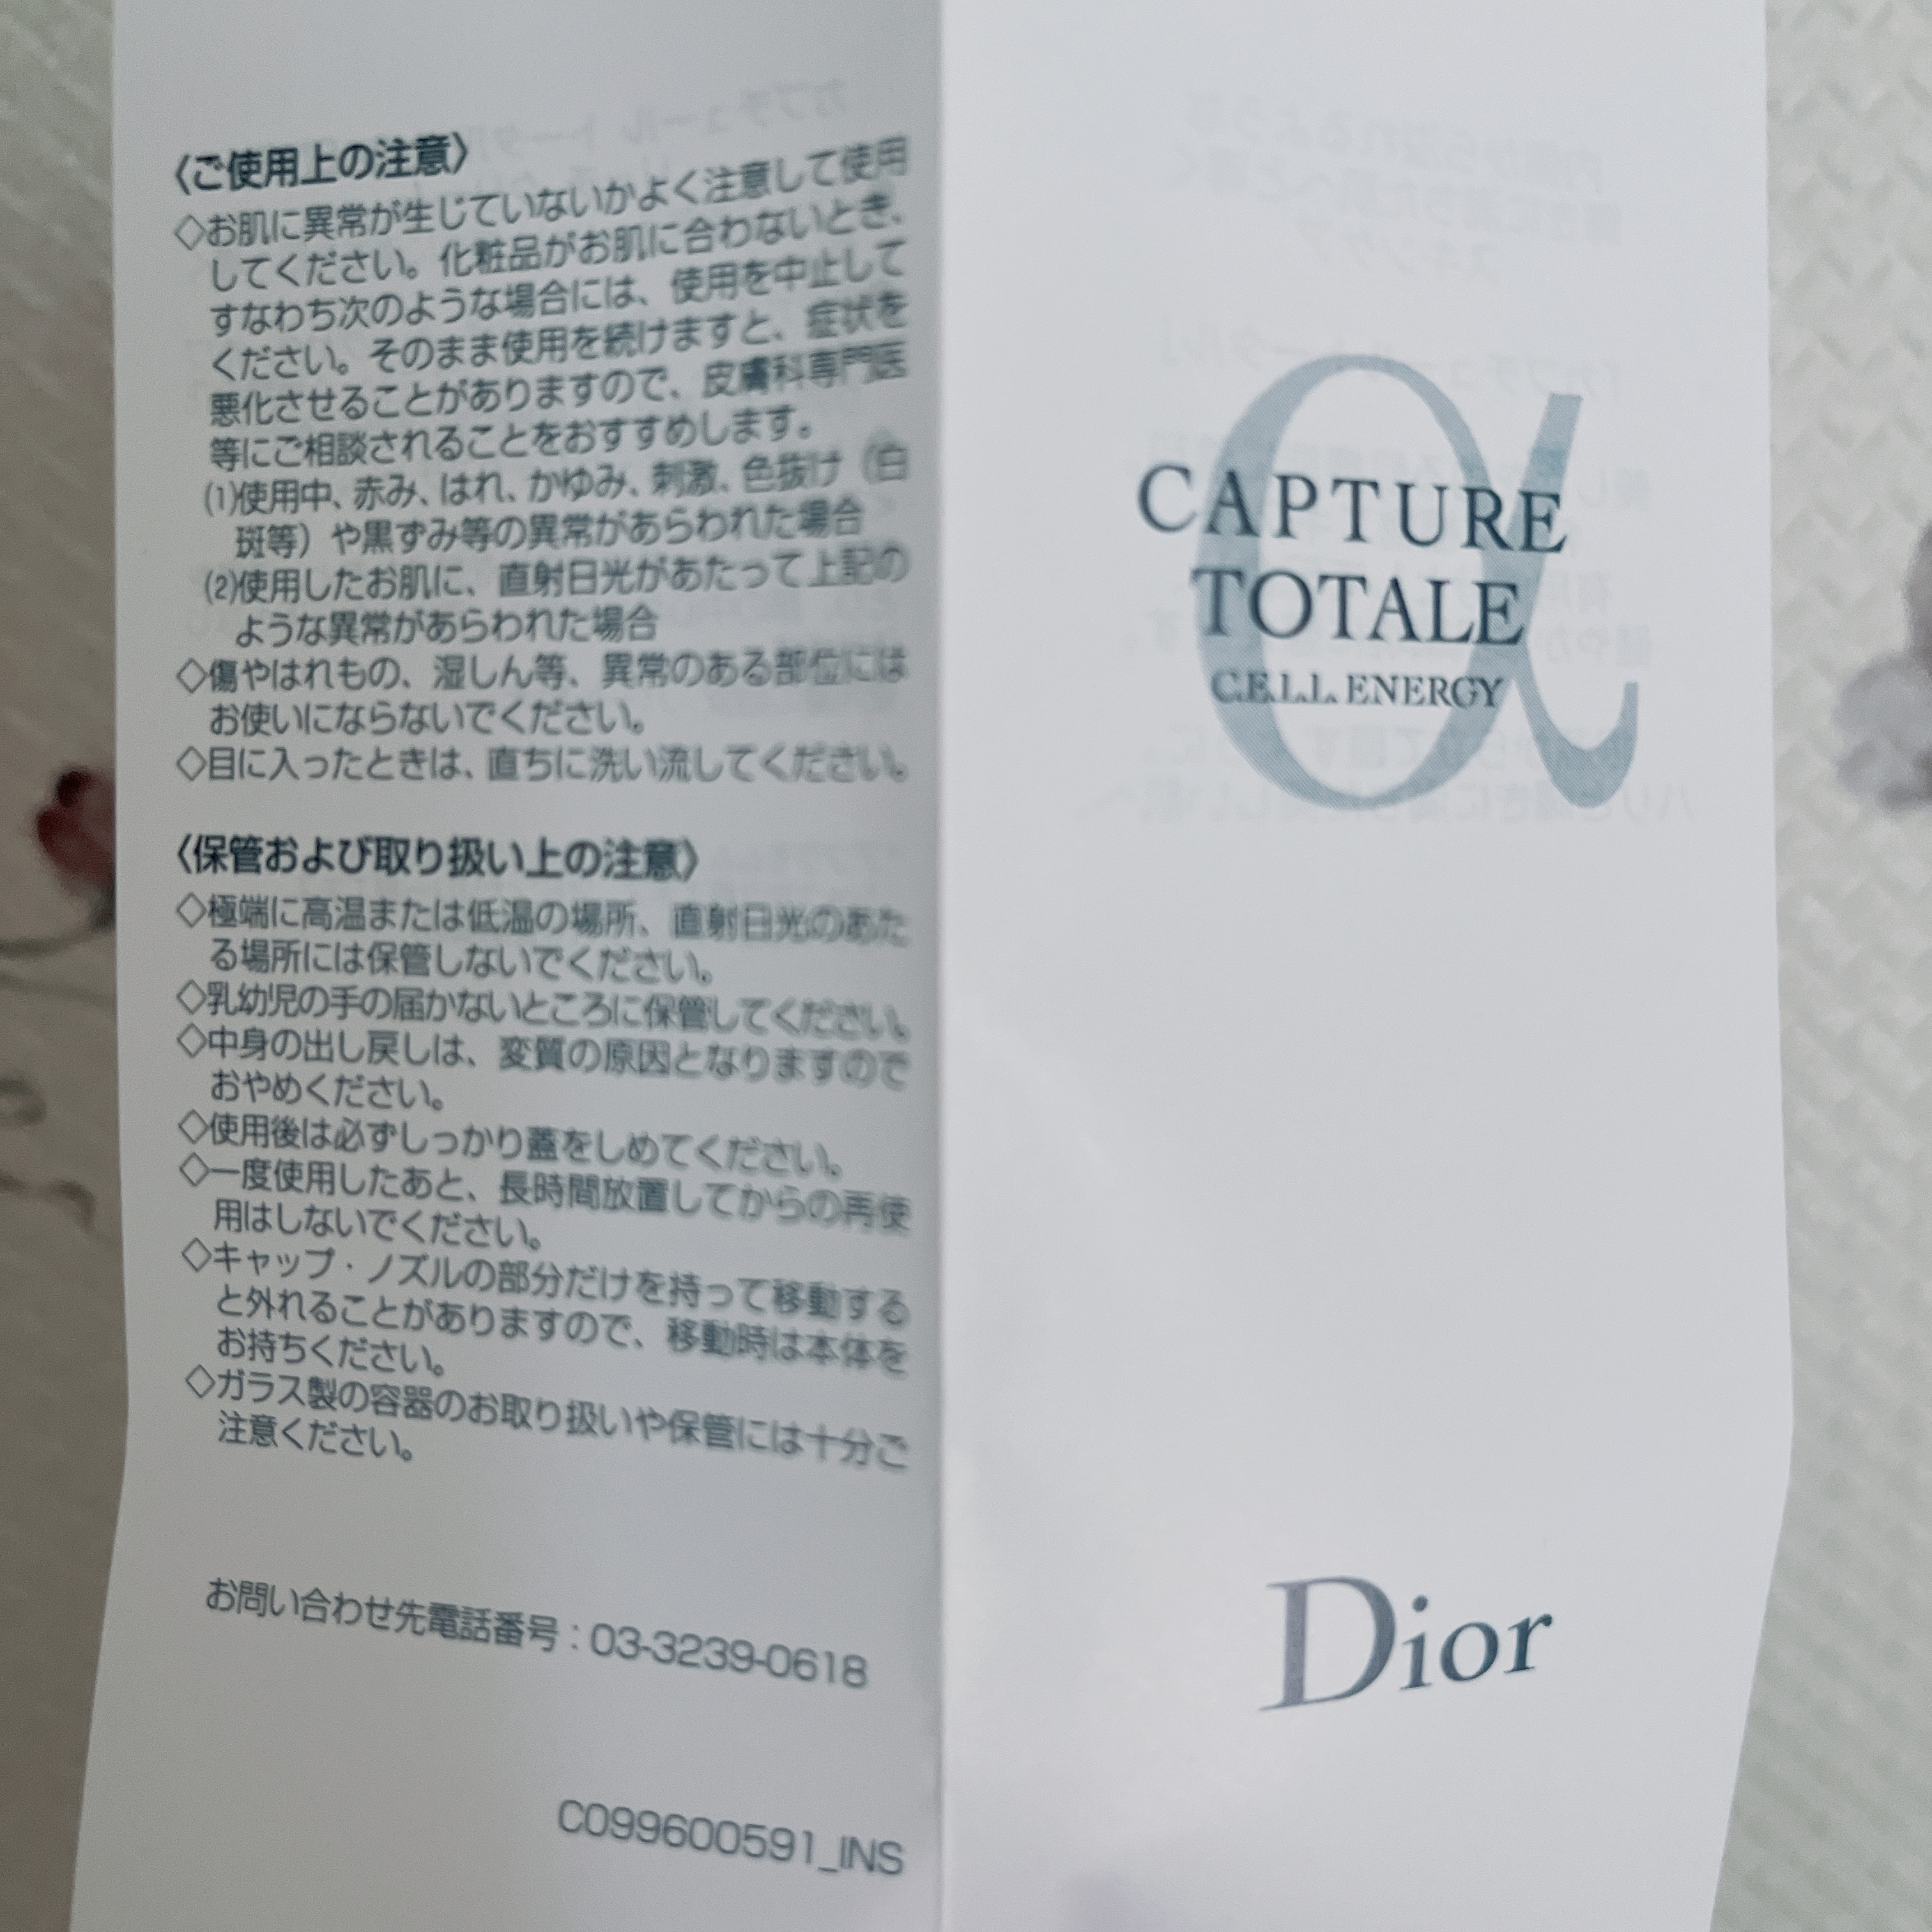 〈ご使用上の注意〉
◇お肌に異常が生じていないかよく注意して使用
してください。化粧品がお肌に合わないとき、
すなわち次のような場合には、使用を中止して
ください。そのまま使用を続けますと、症状を
悪化させることがありますので、皮膚科専門医
等にご相談されることをおすすめします。
(1)使用中、赤み、はれ、かゆみ、刺激、色抜け（白
斑等）や黒ずみ等の異常があらわれた場合
(2)使用したお肌に、直射日光があたって上記の
ような異常があらわれた場合
◇傷やはれもの、湿しん等、異常のある部位には
お使いにならないでください。
◇目に入ったときは、直ちに洗い流してください。
〈保管および取り扱い上の注意〉
◇極端に高温または低温の場所、直射日光のあた
る場所には保管しないでください。
◇乳幼児の手の届かないところに保管してください。
◇中身の出し戻しは、変質の原因となりますので
おやめください。
◇使用後は必ずしっかり蓋をしめてください。
◇一度使用したあと、長時間放置してからの再使
用はしないでください。
◇キャップ・ノズルの部分だけを持って移動する
と外れることがありますので、移動時は本体を
お持ちください。
◇ガラス製の容器のお取り扱いや保管には十分ご
注意ください。
お問い合わせ先電話番号：03-3239-0618
C099600591_INS
α
CAPTURE
TOTALE
C.E.L.L. ENERGY
Dior